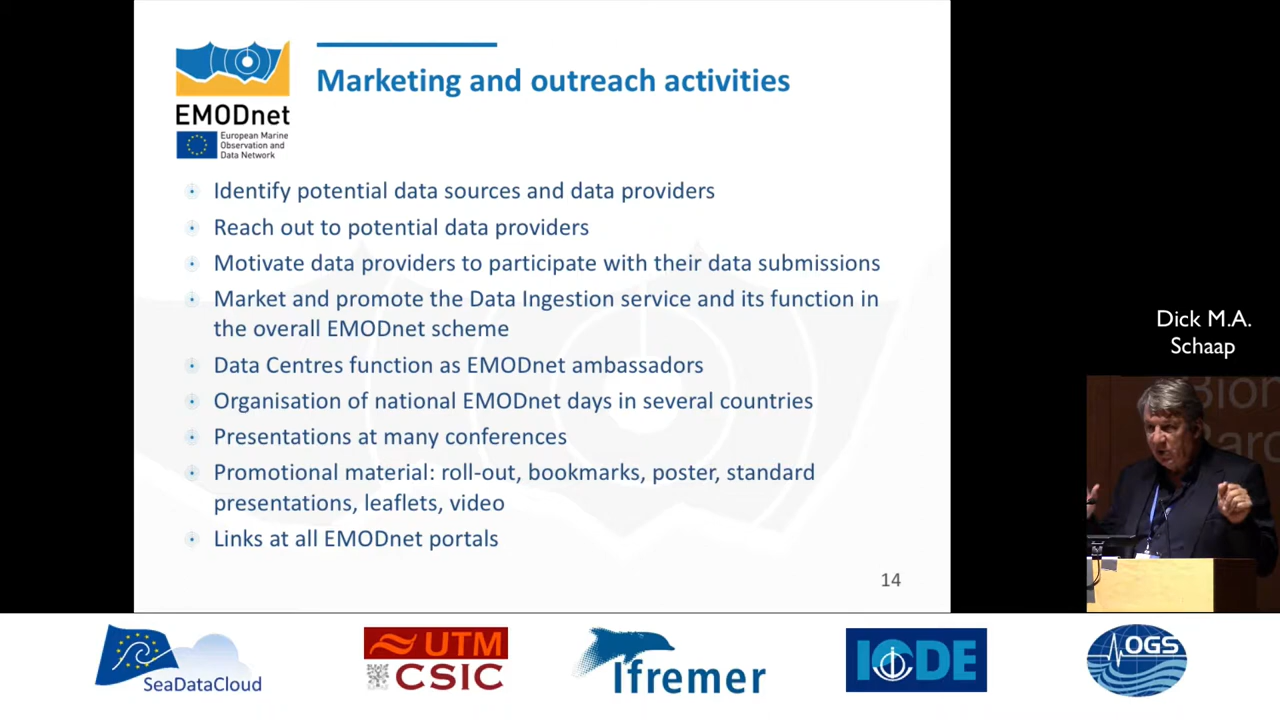 Marketing and outreach activities
EMODnet
European Marine
Observation and
Data Network
Identify potential data sources and data providers
Reach out to potential data providers
Motivate data providers to participate with their data submissions
Market and promote the Data Ingestion service and its function in
the overall EMODnet scheme
Data Centres function as EMODnet ambassadors
Organisation of national EMODnet days in several countries
Presentations at many conferences
Promotional material: roll-out, bookmarks, poster, standard
presentations, leaflets, video
Links at all EMODnet portals
14
Dick M.A.
Schaap
SeaDataCloud
UTM
CSIC
Ifremer
IODE
OGS